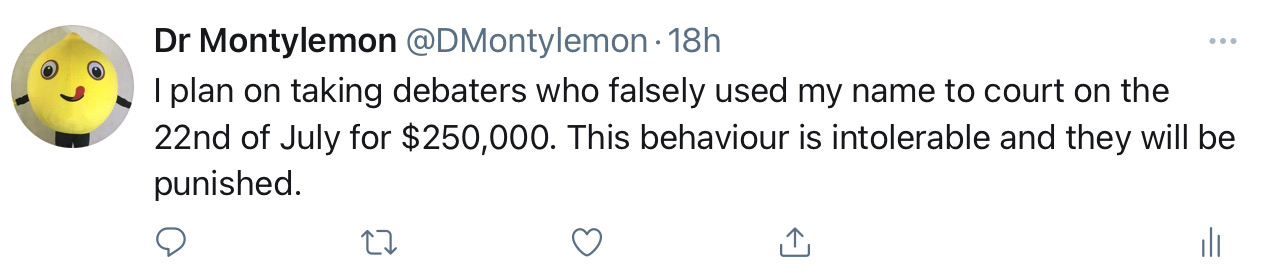 Dr Montylemon @DMontylemon · 18h
I plan on taking debaters who falsely used my name to court on the
22nd of July for $250,000. This behaviour is intolerable and they will be
punished.